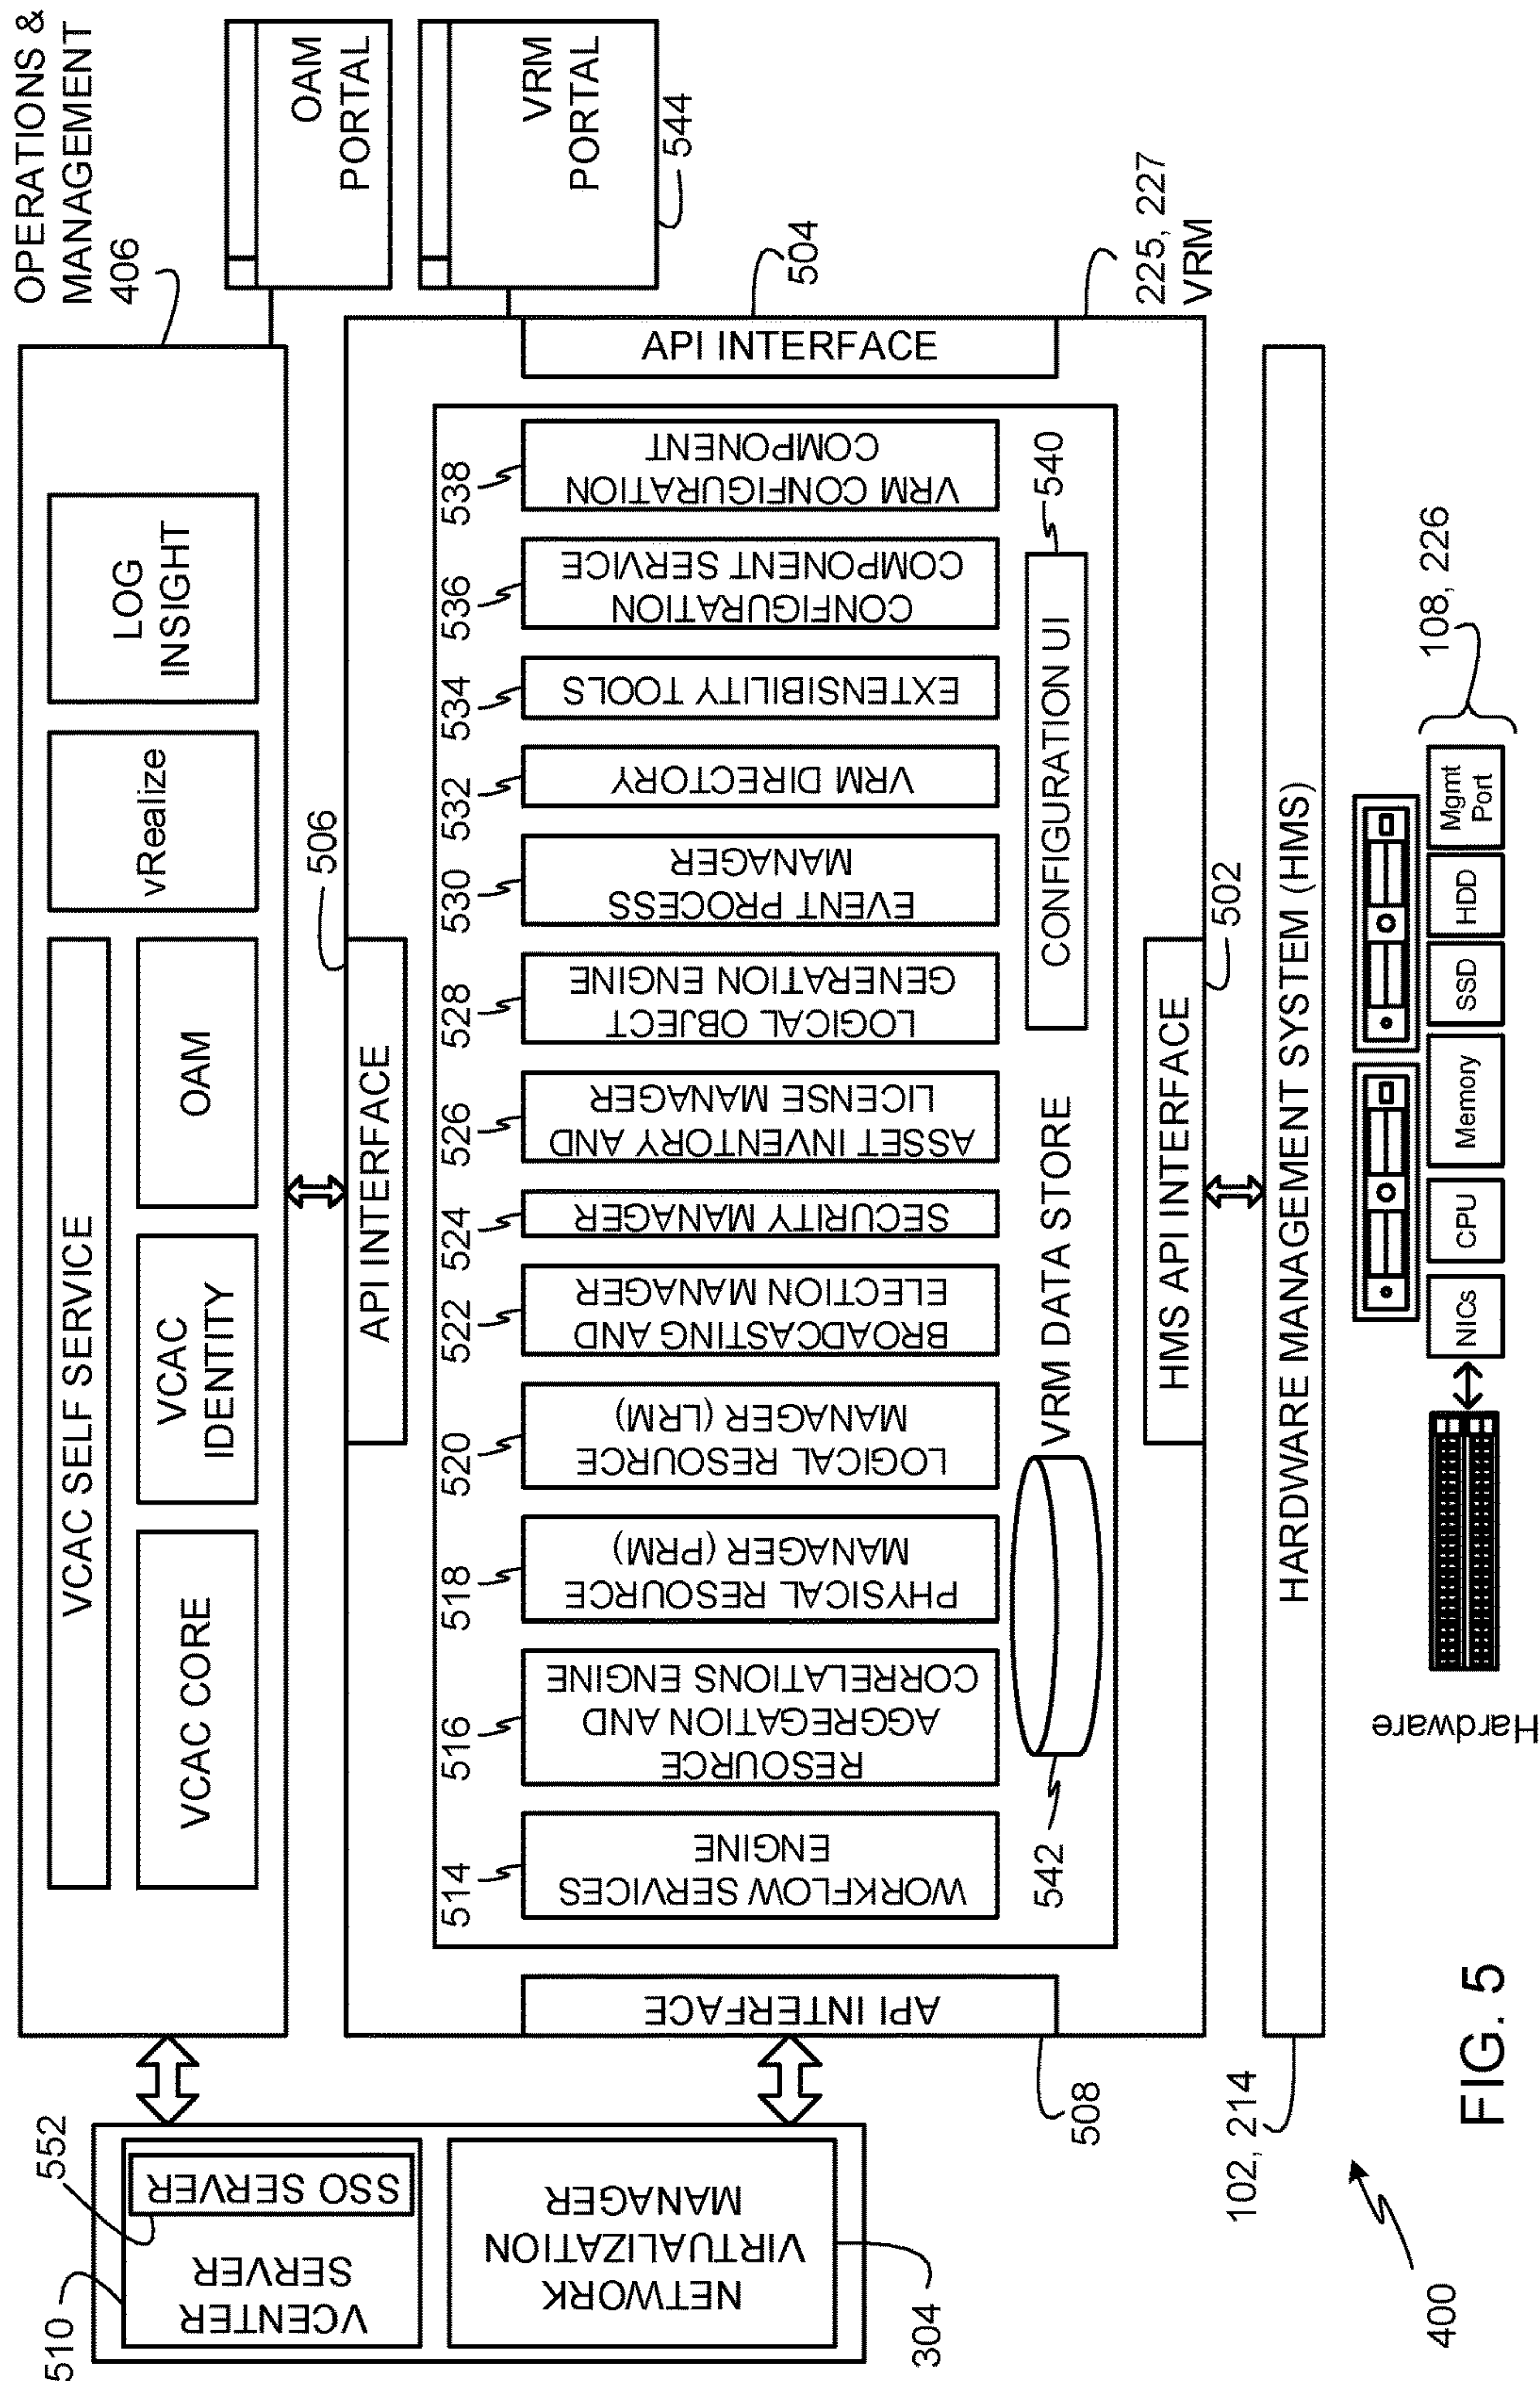 OPERATIONS &
MANAGEMENT
406
VCAC SELF SERVICE
VCAC CORE
VCAC
IDENTITY
OAM
vRealize
LOG
INSIGHT
OAM
PORTAL
VRM
PORTAL
544
510
552
VCENTER
SERVER
SSO SERVER
NETWORK
VIRTUALIZATION
MANAGER
304
API INTERFACE
506
API INTERFACE
508
API INTERFACE
504
225, 227
VRM
514
WORKFLOW SERVICES
ENGINE
516
RESOURCE
AGGREGATION AND
CORRELATIONS ENGINE
518
PHYSICAL RESOURCE
MANAGER (PRM)
520
LOGICAL RESOURCE
MANAGER (LRM)
522
BROADCASTING AND
ELECTION MANAGER
524
SECURITY MANAGER
526
ASSET INVENTORY AND
LICENSE MANAGER
528
LOGICAL OBJECT
GENERATION ENGINE
530
EVENT PROCESS
MANAGER
532
VRM DIRECTORY
534
EXTENSIBILITY TOOLS
536
CONFIGURATION
COMPONENT SERVICE
538
VRM CONFIGURATION
COMPONENT
542
VRM DATA STORE
CONFIGURATION UI
540
HMS API INTERFACE
502
102, 214
HARDWARE MANAGEMENT SYSTEM (HMS)
Hardware
NICs
CPU
Memory
SSD
HDD
Mgmt
Port
108, 226
400
FIG. 5